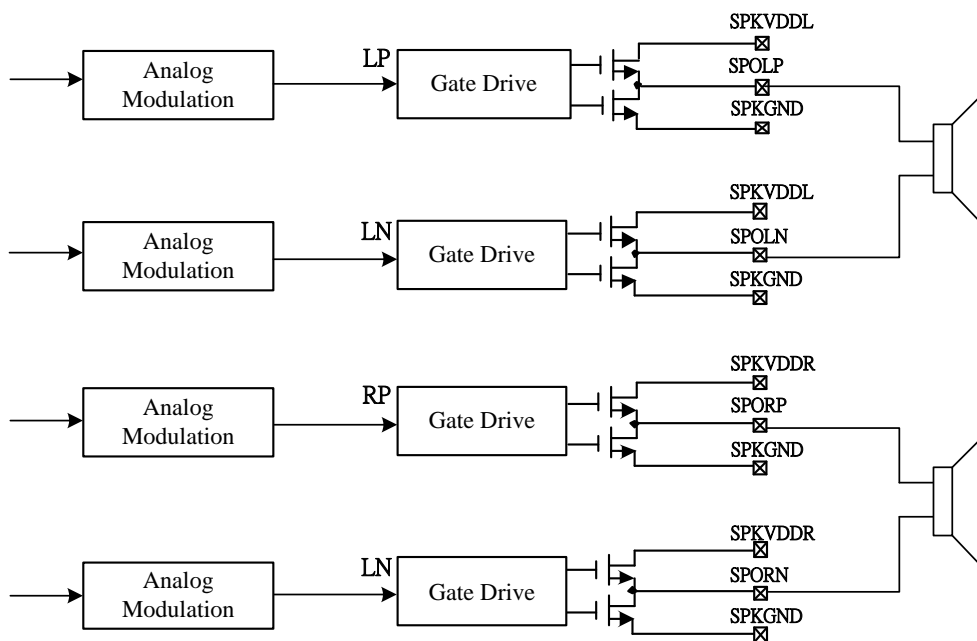 SPKVDDL
Analog
Modulation
LP
Gate Drive
SPOLP
SPKGND
SPKVDDL
Analog
Modulation
LN
Gate Drive
SPOLN
SPKGND
SPKVDDR
Analog
Modulation
RP
Gate Drive
SPORP
SPKGND
SPKVDDR
Analog
Modulation
LN
Gate Drive
SPORN
SPKGND